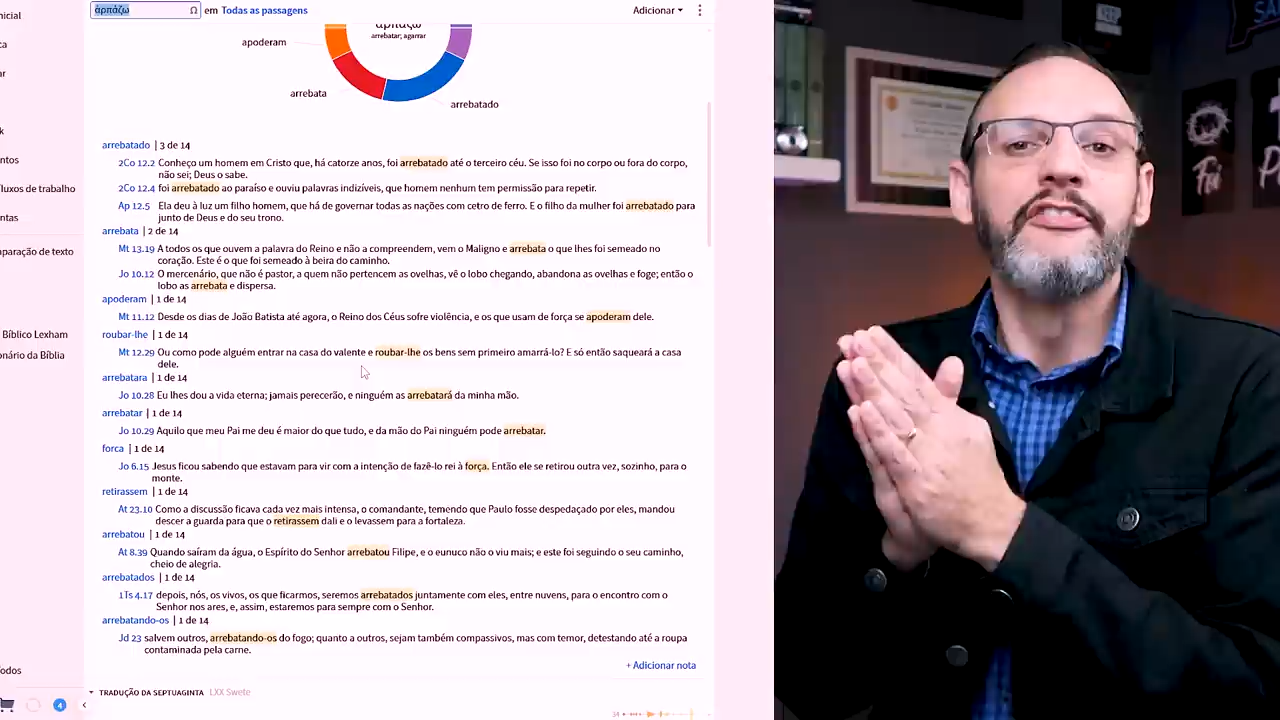 nicial
ἁρπάζω Ω em Todas as passagens Adicionar
ca
ἁρπάζω
arrebatar; agarrar
apoderam
arrebata
arrebatado
ar
k
ntos
luxos de trabalho
ntas
paração de texto
Bíblico Lexham
onário da Bíblia
odos
4
arrebatado | 3 de 14
2Co 12.2 Conheço um homem em Cristo que, há catorze anos, foi arrebatado até o terceiro céu. Se isso foi no corpo ou fora do corpo,
não sei; Deus o sabe.
2Co 12.4 foi arrebatado ao paraíso e ouviu palavras indizíveis, que homem nenhum tem permissão para repetir.
Ap 12.5 Ela deu à luz um filho homem, que há de governar todas as nações com cetro de ferro. E o filho da mulher foi arrebatado para
junto de Deus e do seu trono.
arrebata | 2 de 14
Mt 13.19 A todos os que ouvem a palavra do Reino e não a compreendem, vem o Maligno e arrebata o que lhes foi semeado no
coração. Este é o que foi semeado à beira do caminho.
Jo 10.12 O mercenário, que não é pastor, a quem não pertencem as ovelhas, vê o lobo chegando, abandona as ovelhas e foge; então o
lobo as arrebata e dispersa.
apoderam | 1 de 14
Mt 11.12 Desde os dias de João Batista até agora, o Reino dos Céus sofre violência, e os que usam de força se apoderam dele.
roubar-lhe | 1 de 14
Mt 12.29 Ou como pode alguém entrar na casa do valente e roubar-lhe os bens sem primeiro amarrá-lo? E só então saqueará a casa
dele.
arrebatara | 1 de 14
Jo 10.28 Eu lhes dou a vida eterna; jamais perecerão, e ninguém as arrebatará da minha mão.
arrebatar | 1 de 14
Jo 10.29 Aquilo que meu Pai me deu é maior do que tudo, e da mão do Pai ninguém pode arrebatar.
forca | 1 de 14
Jo 6.15 Jesus ficou sabendo que estavam para vir com a intenção de fazê-lo rei à força. Então ele se retirou outra vez, sozinho, para o
monte.
retirassem | 1 de 14
At 23.10 Como a discussão ficava cada vez mais intensa, o comandante, temendo que Paulo fosse despedaçado por eles, mandou
descer a guarda para que o retirassem dali e o levassem para a fortaleza.
arrebatou | 1 de 14
At 8.39 Quando saíram da água, o Espírito do Senhor arrebatou Filipe, e o eunuco não o viu mais; e este foi seguindo o seu caminho,
cheio de alegria.
arrebatados | 1 de 14
1Ts 4.17 depois, nós, os vivos, os que ficarmos, seremos arrebatados juntamente com eles, entre nuvens, para o encontro com o
Senhor nos ares, e, assim, estaremos para sempre com o Senhor.
arrebatando-os | 1 de 14
Jd 23 salvem outros, arrebatando-os do fogo; quanto a outros, sejam também compassivos, mas com temor, detestando até a roupa
contaminada pela carne.
+ Adicionar nota
TRADUÇÃO DA SEPTUAGINTA LXX Swete